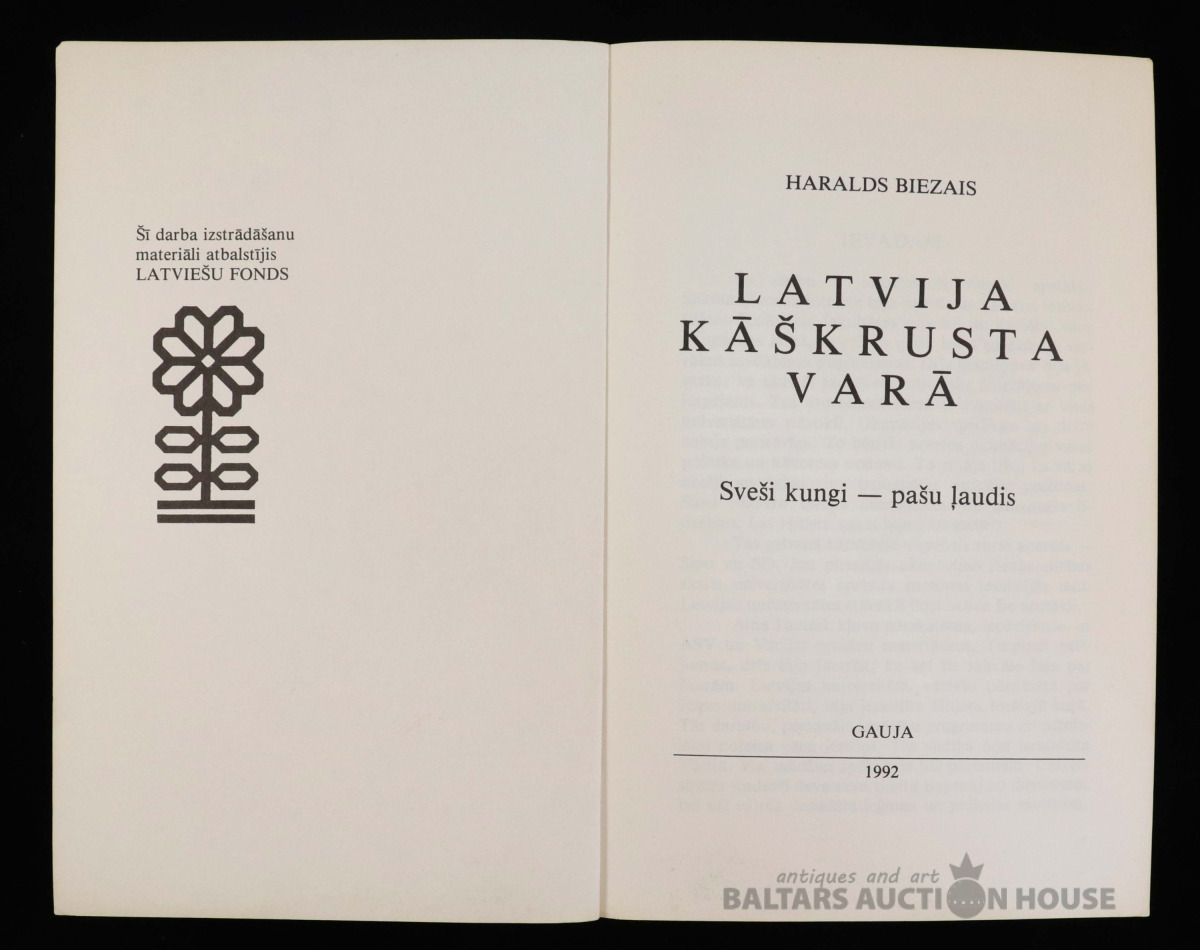 Šī darba izstrādāšanu
materiāli atbalstījis
LATVIEŠU FONDS
HARALDS BIEZAIS
LATVIJA
KĀŠKRUSTA
VARĀ
Sveši kungi — pašu ļaudis
GAUJA
1992
antiques and art
BALTARS AUCTION HOUSE